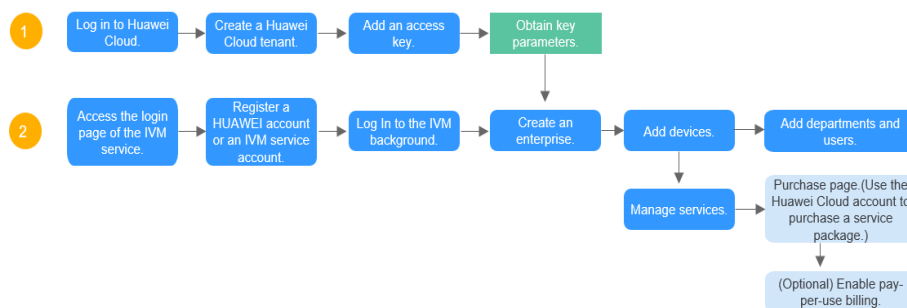 1
Log in to Huawei
Cloud.
Create a Huawei
Cloud tenant.
Add an access
key.
Obtain key
parameters.
2
Access the login
page of the IVM
service.
Register a
HUAWEI account
or an IVM service
account.
Log In to the IVM
background.
Create an
enterprise.
Add devices.
Add departments and
users.
Manage services.
Purchase page.(Use the
Huawei Cloud account to
purchase a service
package.)
(Optional) Enable pay-
per-use billing.